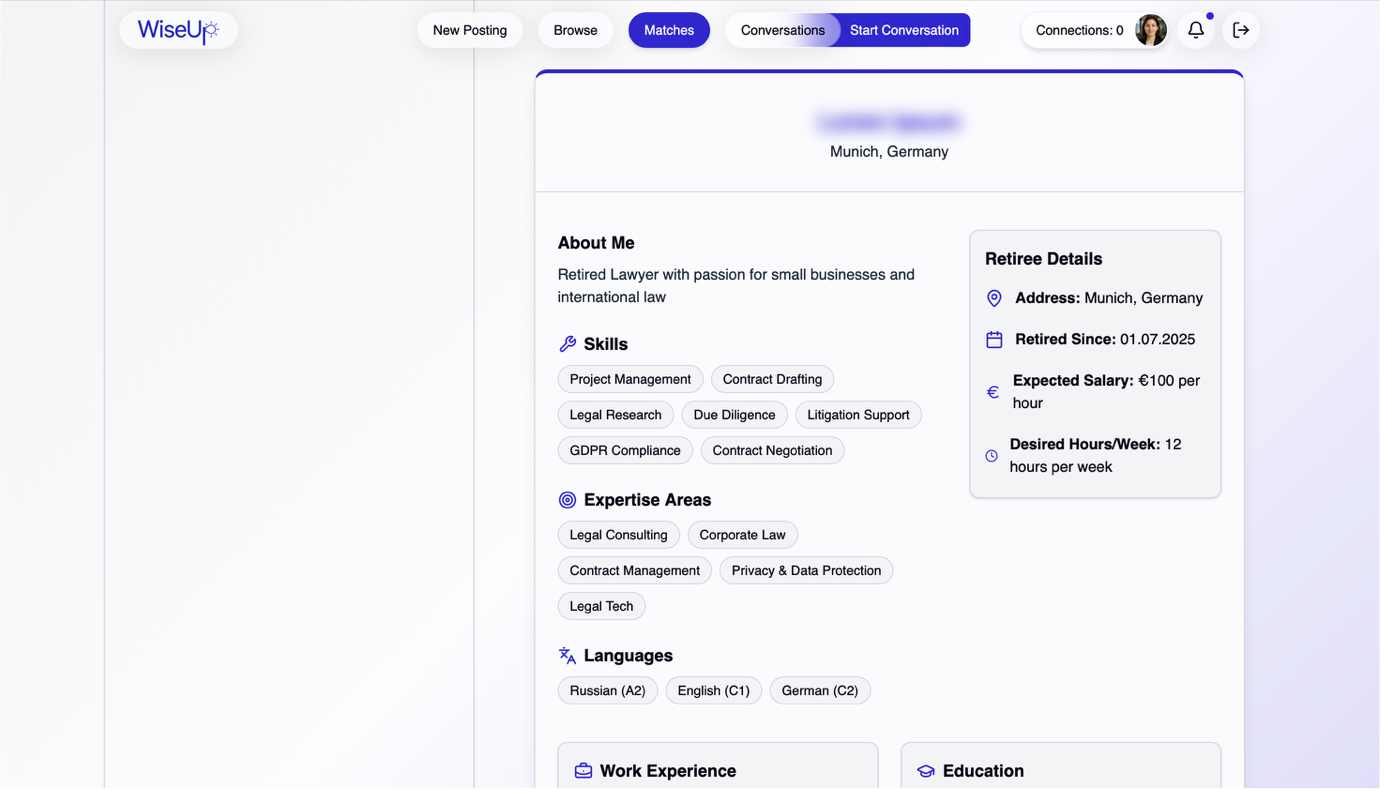 WiseUp
New Posting
Browse
Matches
Conversations
Start Conversation
Connections: 0
Munich, Germany
About Me
Retired Lawyer with passion for small businesses and
international law
Skills
Project Management
Contract Drafting
Legal Research
Due Diligence
Litigation Support
GDPR Compliance
Contract Negotiation
Expertise Areas
Legal Consulting
Corporate Law
Contract Management
Privacy & Data Protection
Legal Tech
Languages
Russian (A2)
English (C1)
German (C2)
Retiree Details
Address: Munich, Germany
Retired Since: 01.07.2025
Expected Salary: €100 per
hour
Desired Hours/Week: 12
hours per week
Work Experience
Education